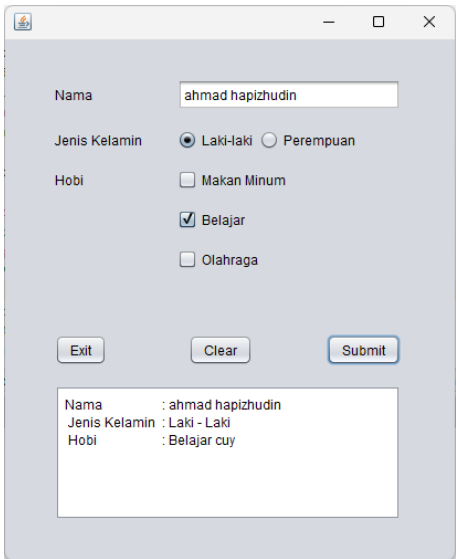 Nama ahmad hapizhudin
Jenis Kelamin Laki-laki Perempuan
Hobi Makan Minum
Belajar
Olahraga
Exit Clear Submit
Nama : ahmad hapizhudin
Jenis Kelamin : Laki - Laki
Hobi : Belajar cuy